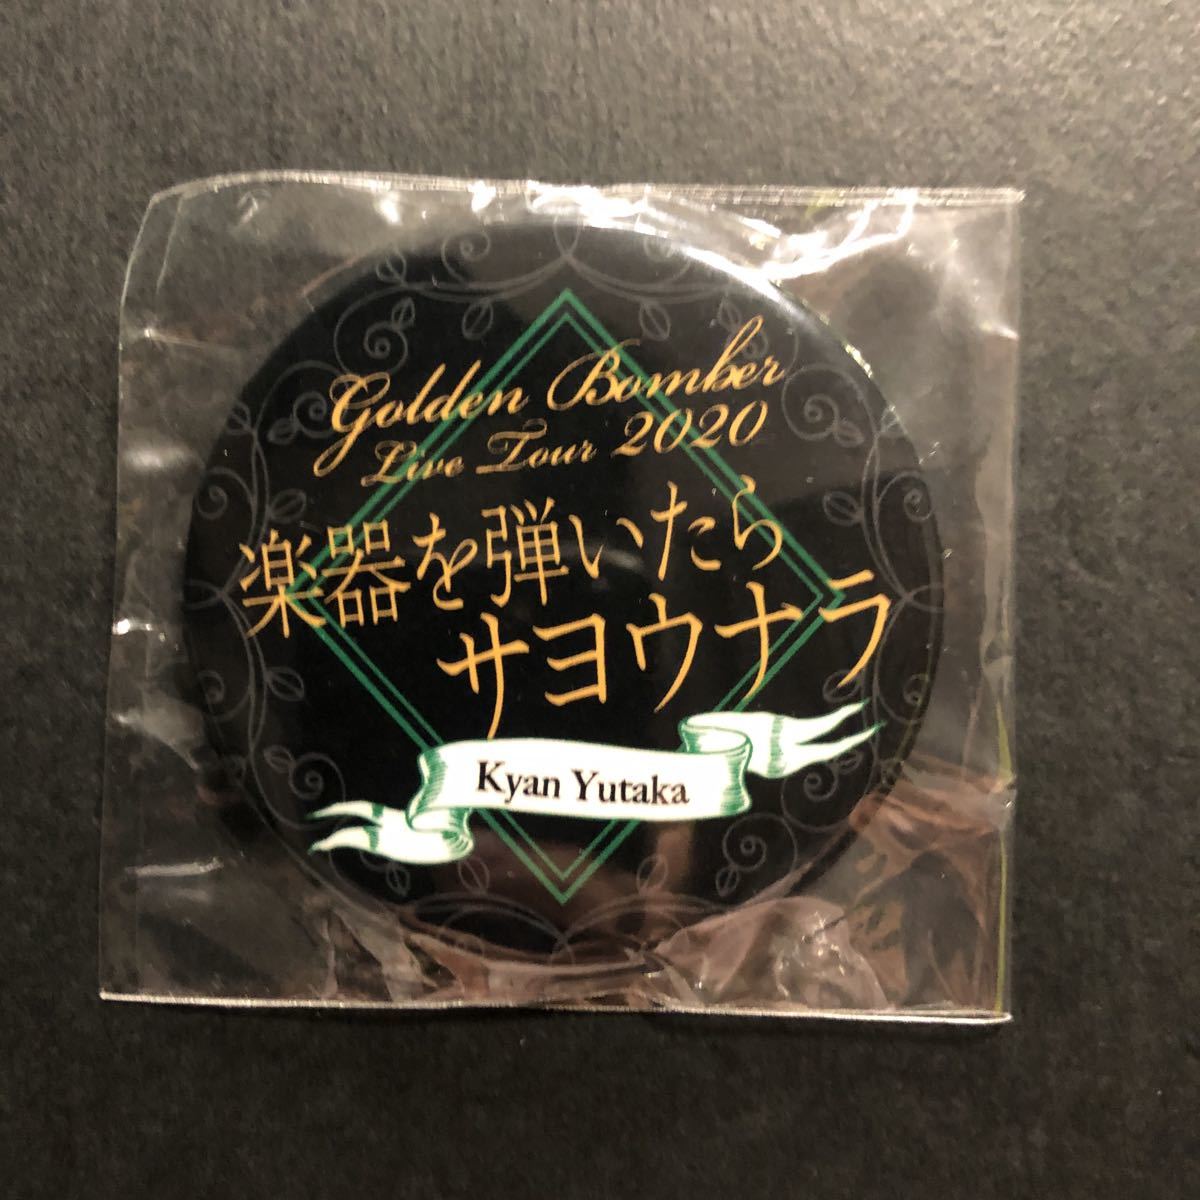 Golden Bomber
Live Tour 2020
楽器を弾いたら
サヨウナラ
Kyan Yutaka